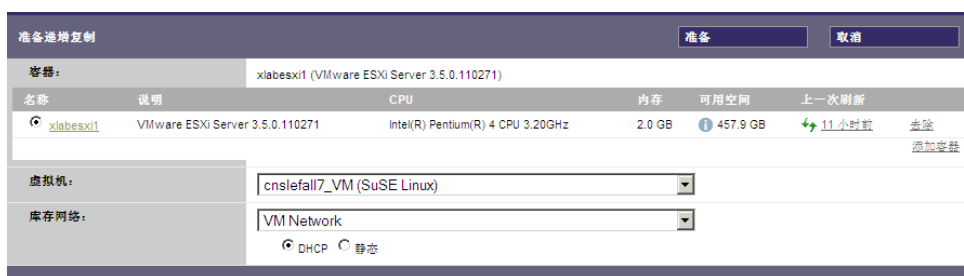 准备递增复制 准备 取消
容器： xlabesxi1 (VMware ESXi Server 3.5.0.110271)
名称 说明 CPU 内存 可用空间 上一次刷新
xlabesxi1 VMware ESXi Server 3.5.0.110271 Intel(R) Pentium(R) 4 CPU 3.20GHz 2.0 GB 457.9 GB 11 小时前 去除
添加容器
虚拟机： cnslefall7_VM (SuSE Linux)
库存网络： VM Network
DHCP 静态